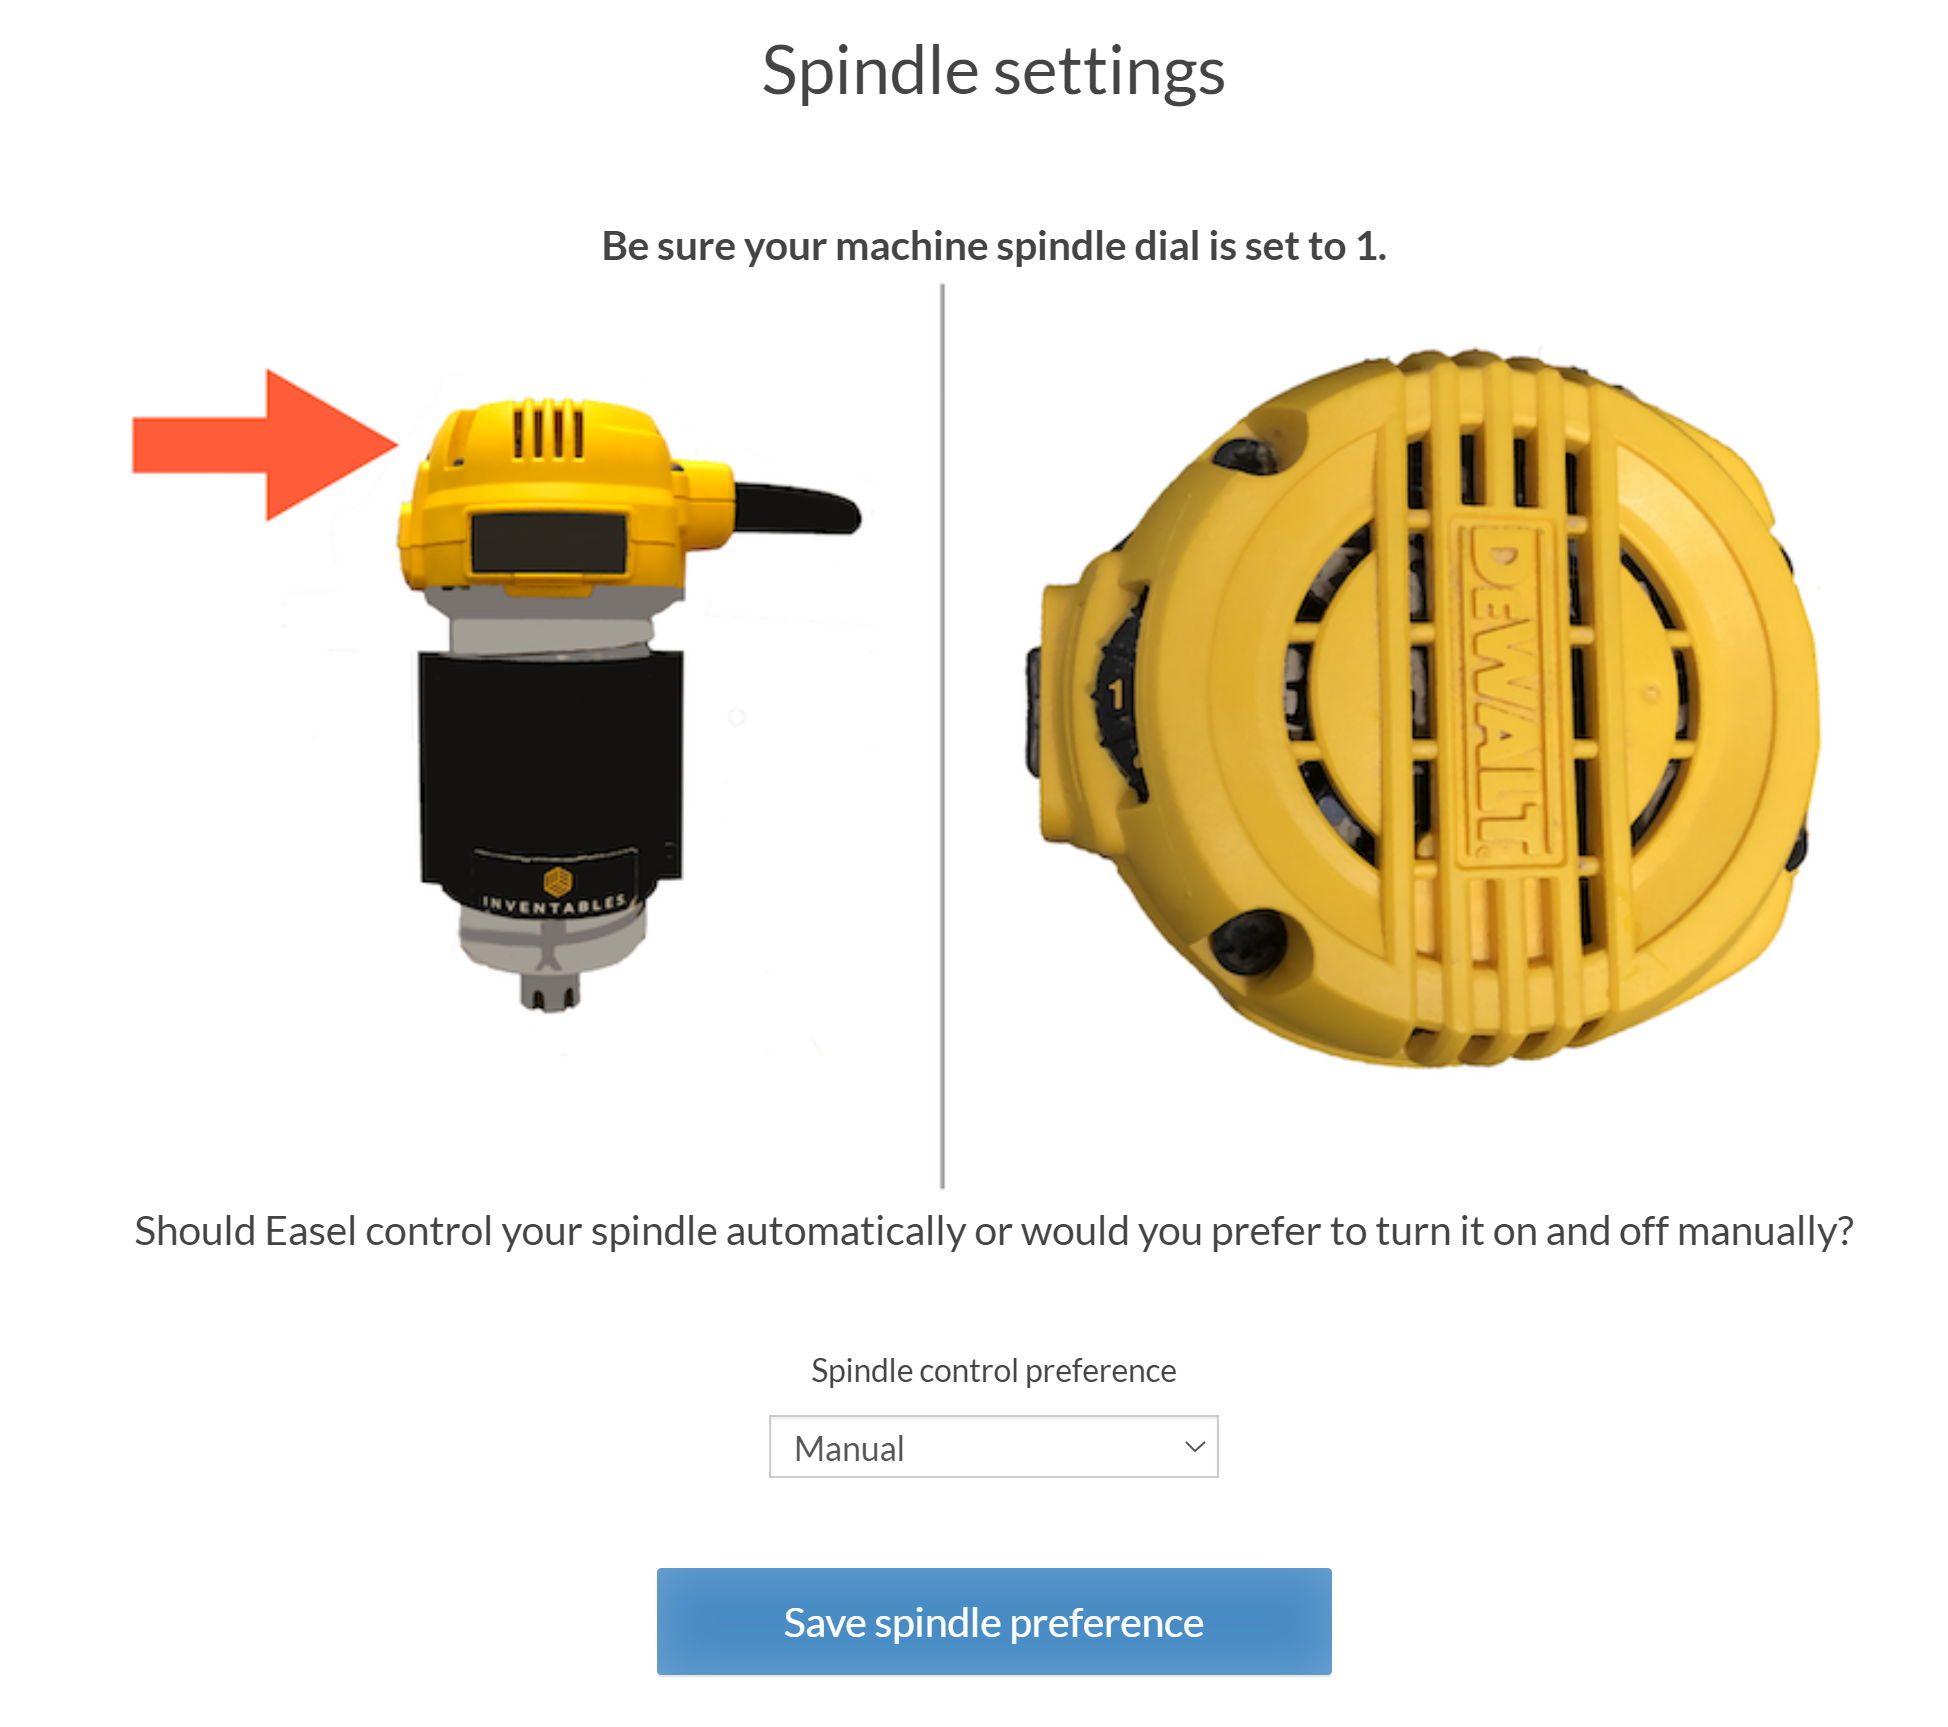 Spindle settings
Be sure your machine spindle dial is set to 1.
INVENTABLES
1
DEWALT
Should Easel control your spindle automatically or would you prefer to turn it on and off manually?
Spindle control preference
Manual
Save spindle preference